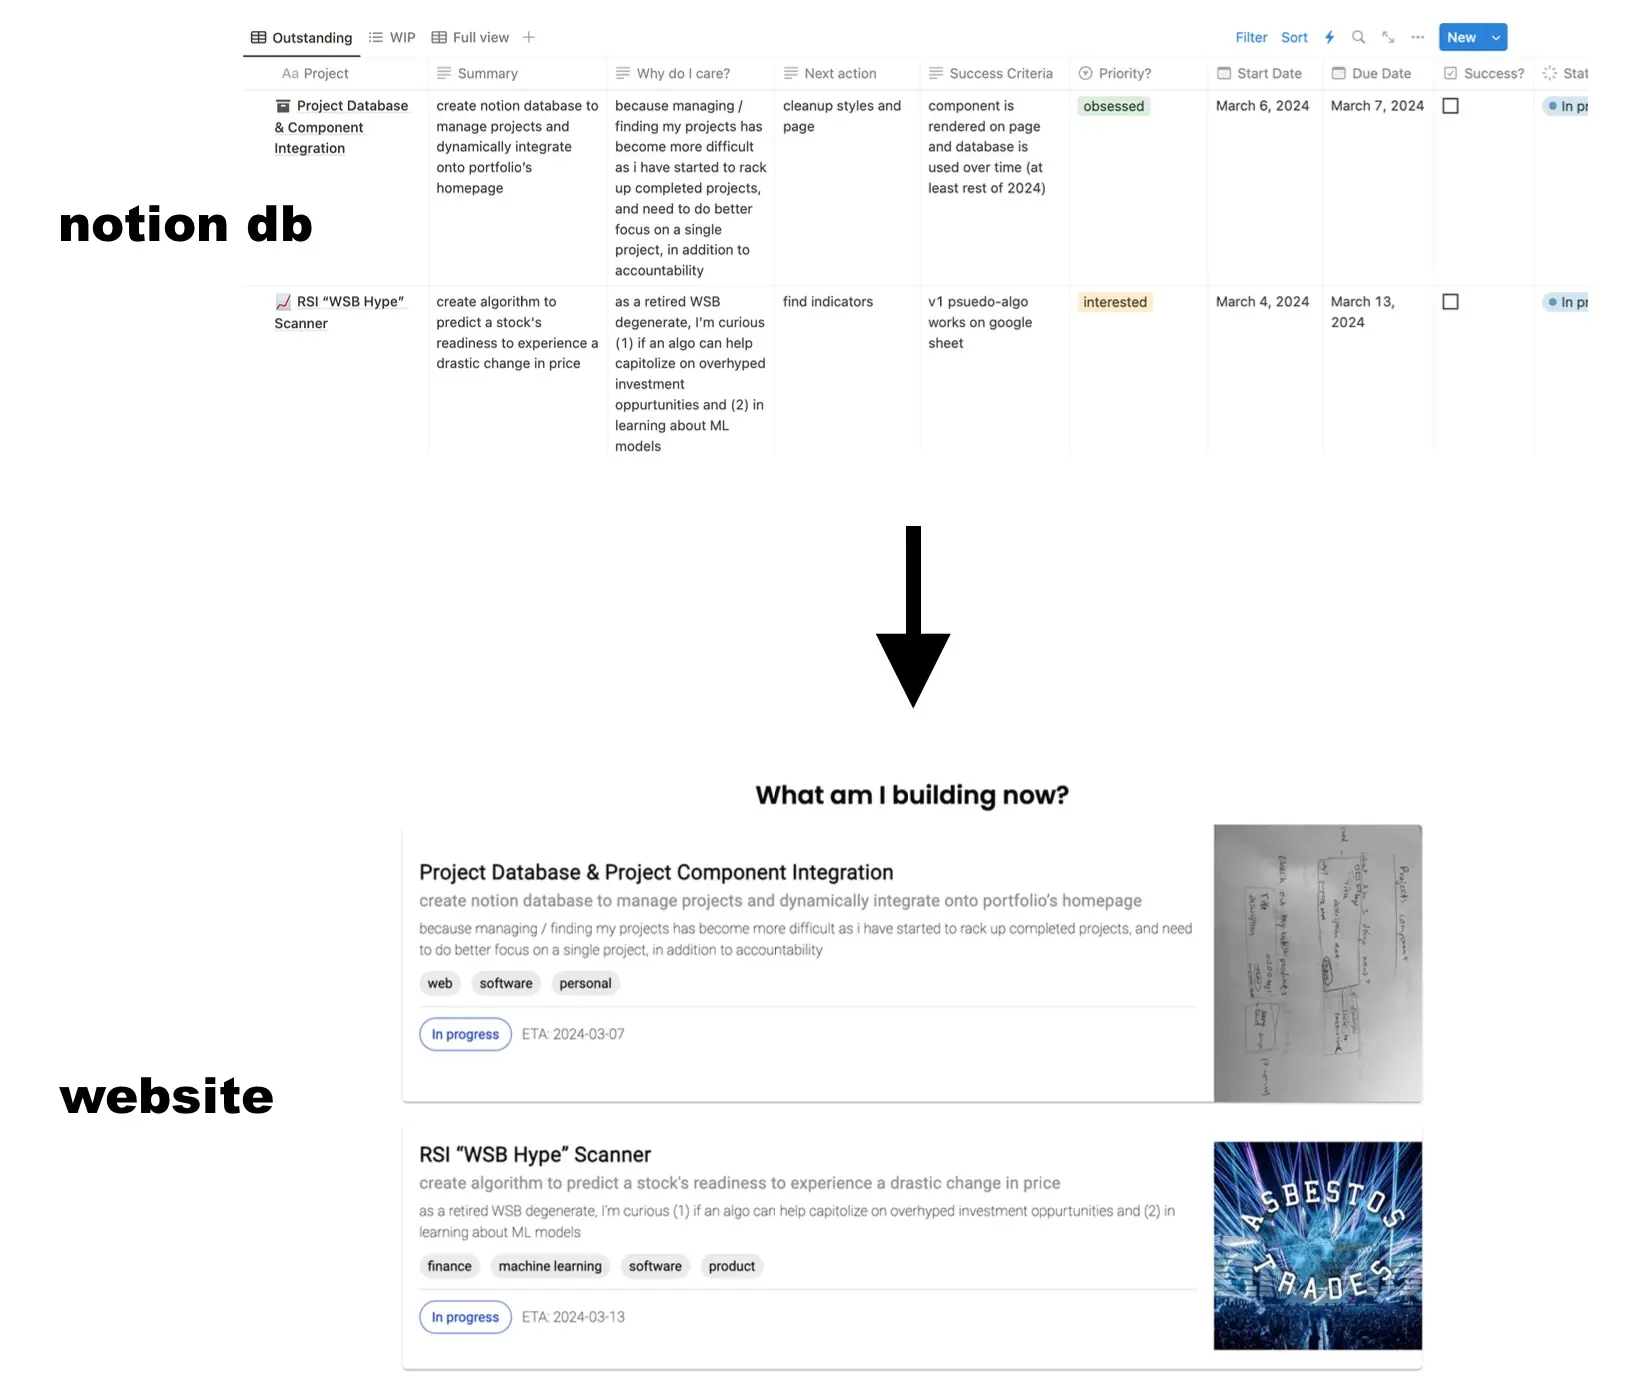 Outstanding WIP Full view
Filter Sort New
Aa Project Summary Why do I care? Next action Success Criteria Priority? Start Date Due Date Success? Stat
Project Database
& Component
Integration
create notion database to
manage projects and
dynamically integrate
onto portfolio's
homepage
because managing /
finding my projects has
become more difficult
as i have started to rack
up completed projects,
and need to do better
focus on a single
project, in addition to
accountability
cleanup styles and
page
component is
rendered on page
and database is
used over time (at
least rest of 2024)
obsessed
March 6, 2024
March 7, 2024
In pr
notion db
RSI “WSB Hype”
Scanner
create algorithm to
predict a stock's
readiness to experience a
drastic change in price
as a retired WSB
degenerate, I'm curious
(1) if an algo can help
capitolize on overhyped
investment
oppurtunities and (2) in
learning about ML
models
find indicators
v1 psuedo-algo
works on google
sheet
interested
March 4, 2024
March 13,
2024
In pr
What am I building now?
Project Database & Project Component Integration
create notion database to manage projects and dynamically integrate onto portfolio's homepage
because managing / finding my projects has become more difficult as i have started to rack up completed projects, and need
to do better focus on a single project, in addition to accountability
web software personal
In progress ETA: 2024-03-07
Projects component
website
RSI “WSB Hype” Scanner
create algorithm to predict a stock's readiness to experience a drastic change in price
as a retired WSB degenerate, I'm curious (1) if an algo can help capitolize on overhyped investment oppurtunities and (2) in
learning about ML models
finance machine learning software product
In progress ETA: 2024-03-13
ASBESTOS
TRADES